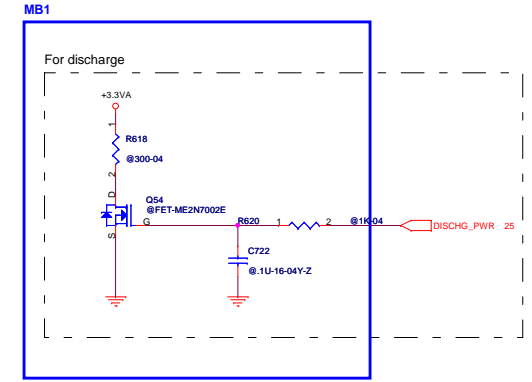 MB1
For discharge
+3.3VA
1
R618
@300-04
2
D
Q54
@FET-ME2N7002E
G
S
R620
1
2
@1K-04
DISCHG_PWR 25
C722
@.1U-16-04Y-Z